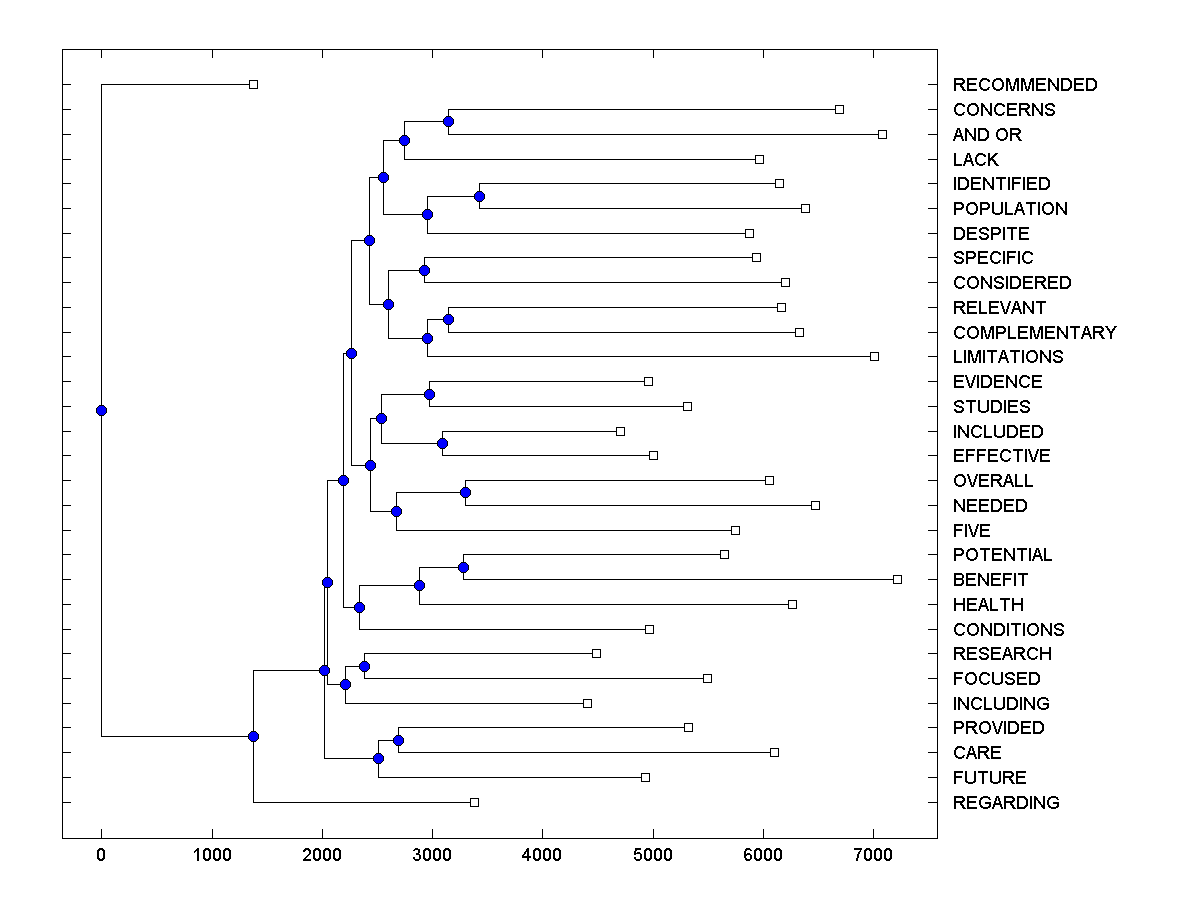 RECOMMENDED
CONCERNS
AND OR
LACK
IDENTIFIED
POPULATION
DESPITE
SPECIFIC
CONSIDERED
RELEVANT
COMPLEMENTARY
LIMITATIONS
EVIDENCE
STUDIES
INCLUDED
EFFECTIVE
OVERALL
NEEDED
FIVE
POTENTIAL
BENEFIT
HEALTH
CONDITIONS
RESEARCH
FOCUSED
INCLUDING
PROVIDED
CARE
FUTURE
REGARDING
0 1000 2000 3000 4000 5000 6000 7000